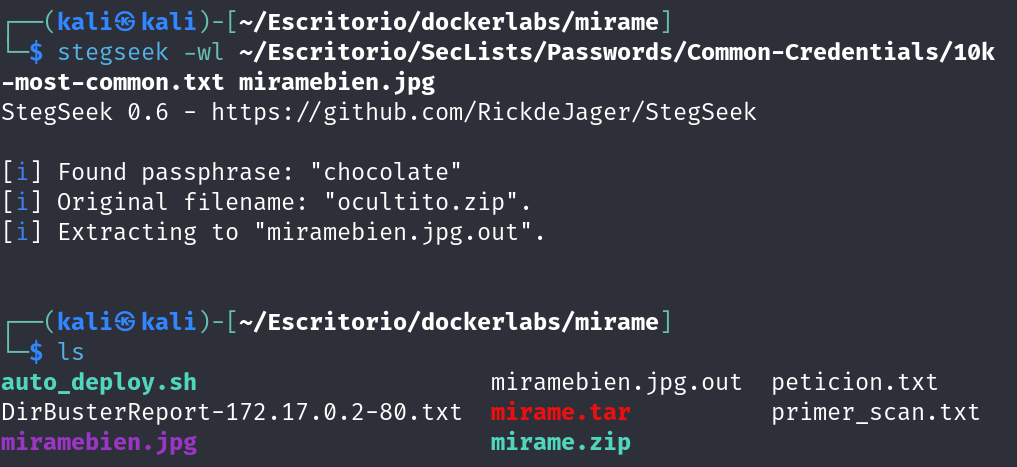 ┌──(kali㉿kali)-[~/Escritorio/dockerlabs/mirame]
└─$ stegseek -wl ~/Escritorio/SecLists/Passwords/Common-Credentials/10k
-most-common.txt miramebien.jpg
StegSeek 0.6 - https://github.com/RickdeJager/StegSeek
[i] Found passphrase: "chocolate"
[i] Original filename: "ocultito.zip".
[i] Extracting to "miramebien.jpg.out".
┌──(kali㉿kali)-[~/Escritorio/dockerlabs/mirame]
└─$ ls
auto_deploy.sh miramebien.jpg.out peticion.txt
DirBusterReport-172.17.0.2-80.txt mirame.tar primer_scan.txt
miramebien.jpg mirame.zip